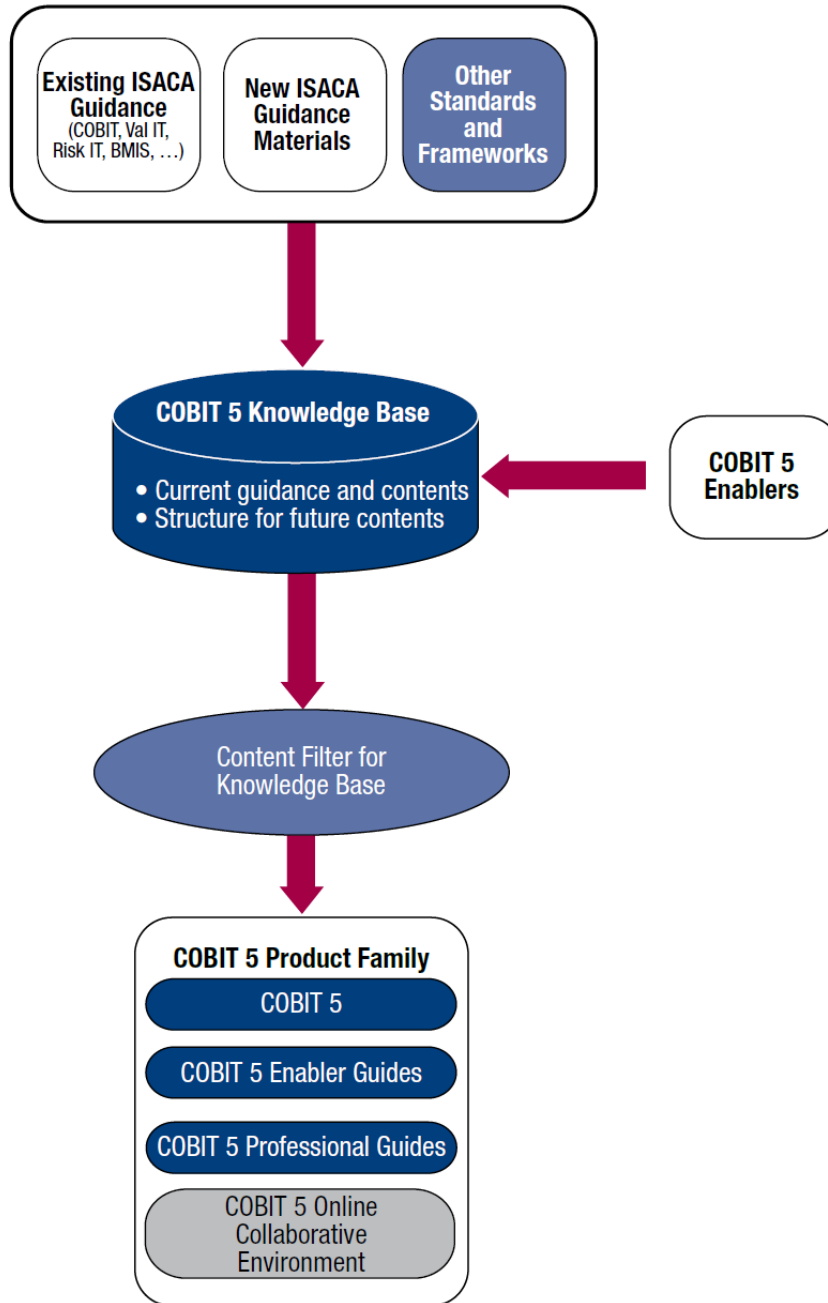 Existing ISACA
Guidance
(COBIT, Val IT,
Risk IT, BMIS, …)
New ISACA
Guidance
Materials
Other
Standards
and
Frameworks
COBIT 5 Knowledge Base
• Current guidance and contents
• Structure for future contents
COBIT 5
Enablers
Content Filter for
Knowledge Base
COBIT 5 Product Family
COBIT 5
COBIT 5 Enabler Guides
COBIT 5 Professional Guides
COBIT 5 Online
Collaborative
Environment